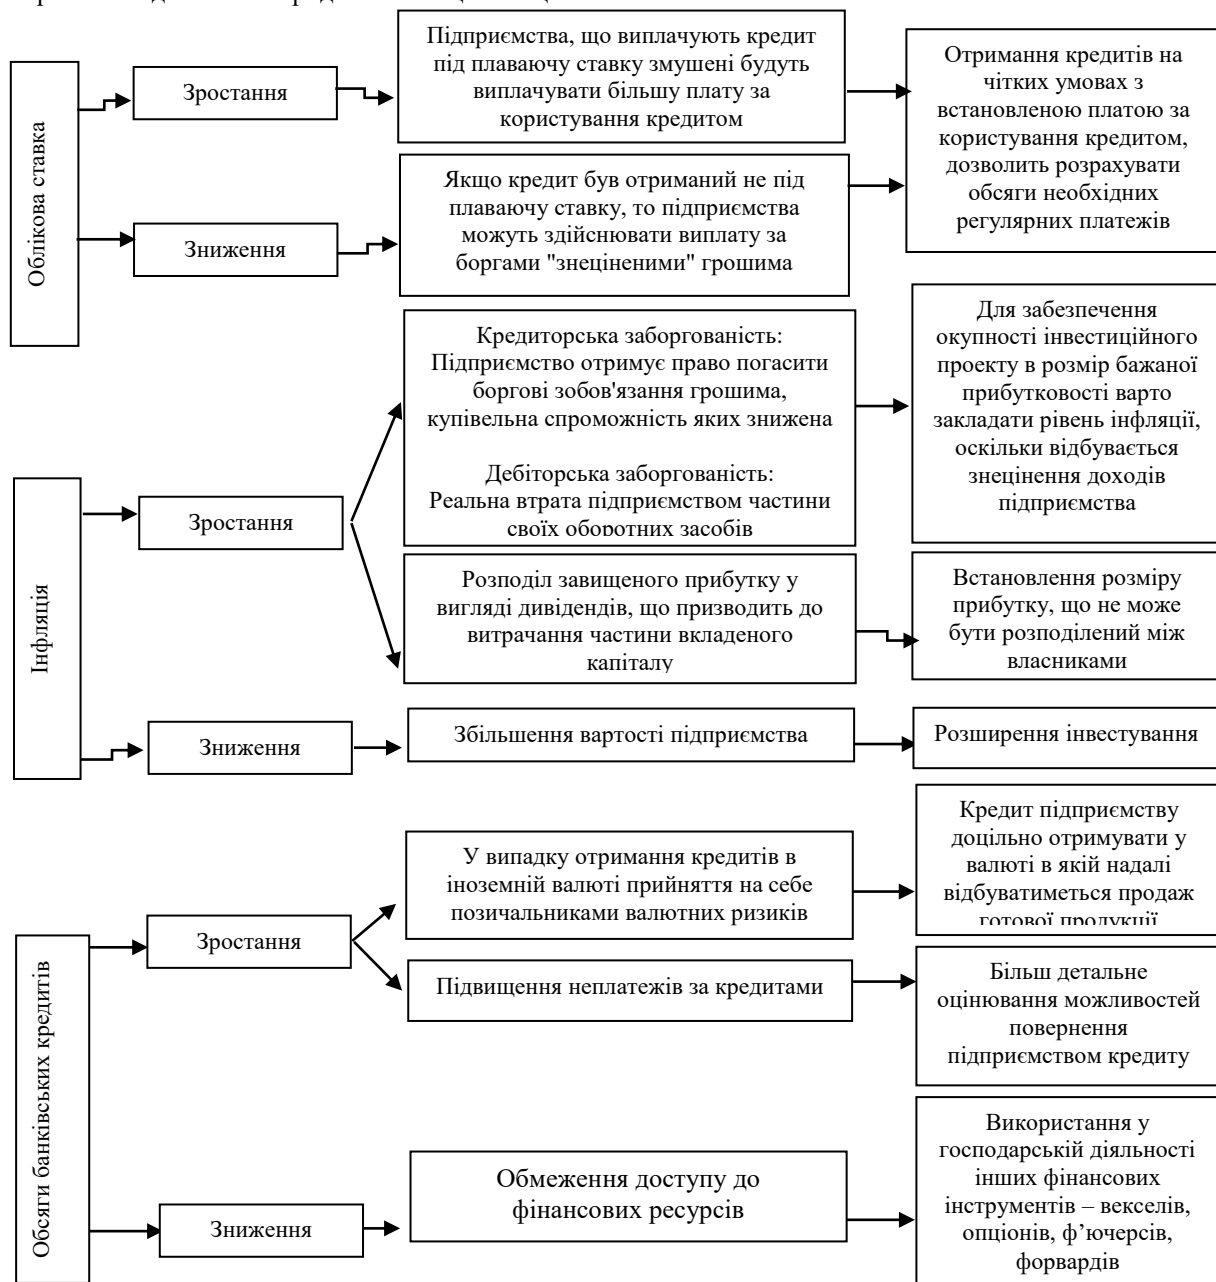 Підприємства, що виплачують кредит
під плаваючу ставку змушені будуть
виплачувати більшу плату за
користування кредитом
Отримання кредитів на
чітких умовах з
встановленою платою за
користування кредитом,
дозволить розрахувати
обсяги необхідних
регулярних платежів
Облікова ставка
Зростання
Якщо кредит був отриманий не під
плаваючу ставку, то підприємства
можуть здійснювати виплату за
боргами "знеціненими" грошима
Зниження
Кредиторська заборгованість:
Підприємство отримує право погасити
боргові зобов'язання грошима,
купівельна спроможність яких знижена
Дебіторська заборгованість:
Реальна втрата підприємством частини
своїх оборотних засобів
Для забезпечення
окупності інвестиційного
проекту в розмір бажаної
прибутковості варто
закладати рівень інфляції,
оскільки відбувається
знецінення доходів
підприємства
Інфляція
Зростання
Розподіл завищеного прибутку у
вигляді дивідендів, що призводить до
витрачання частини вкладеного
капіталу
Встановлення розміру
прибутку, що не може
бути розподілений між
власниками
Зниження
Збільшення вартості підприємства
Розширення інвестування
Обсяги банківських кредитів
Зростання
У випадку отримання кредитів в
іноземній валюті прийняття на себе
позичальниками валютних ризиків
Кредит підприємству
доцільно отримувати у
валюті в якій надалі
відбуватиметься продаж
готової продукції
Підвищення неплатежів за кредитами
Більш детальне
оцінювання можливостей
повернення
підприємством кредиту
Зниження
Обмеження доступу до
фінансових ресурсів
Використання у
господарській діяльності
інших фінансових
інструментів – векселів,
опціонів, ф’ючерсів,
форвардів